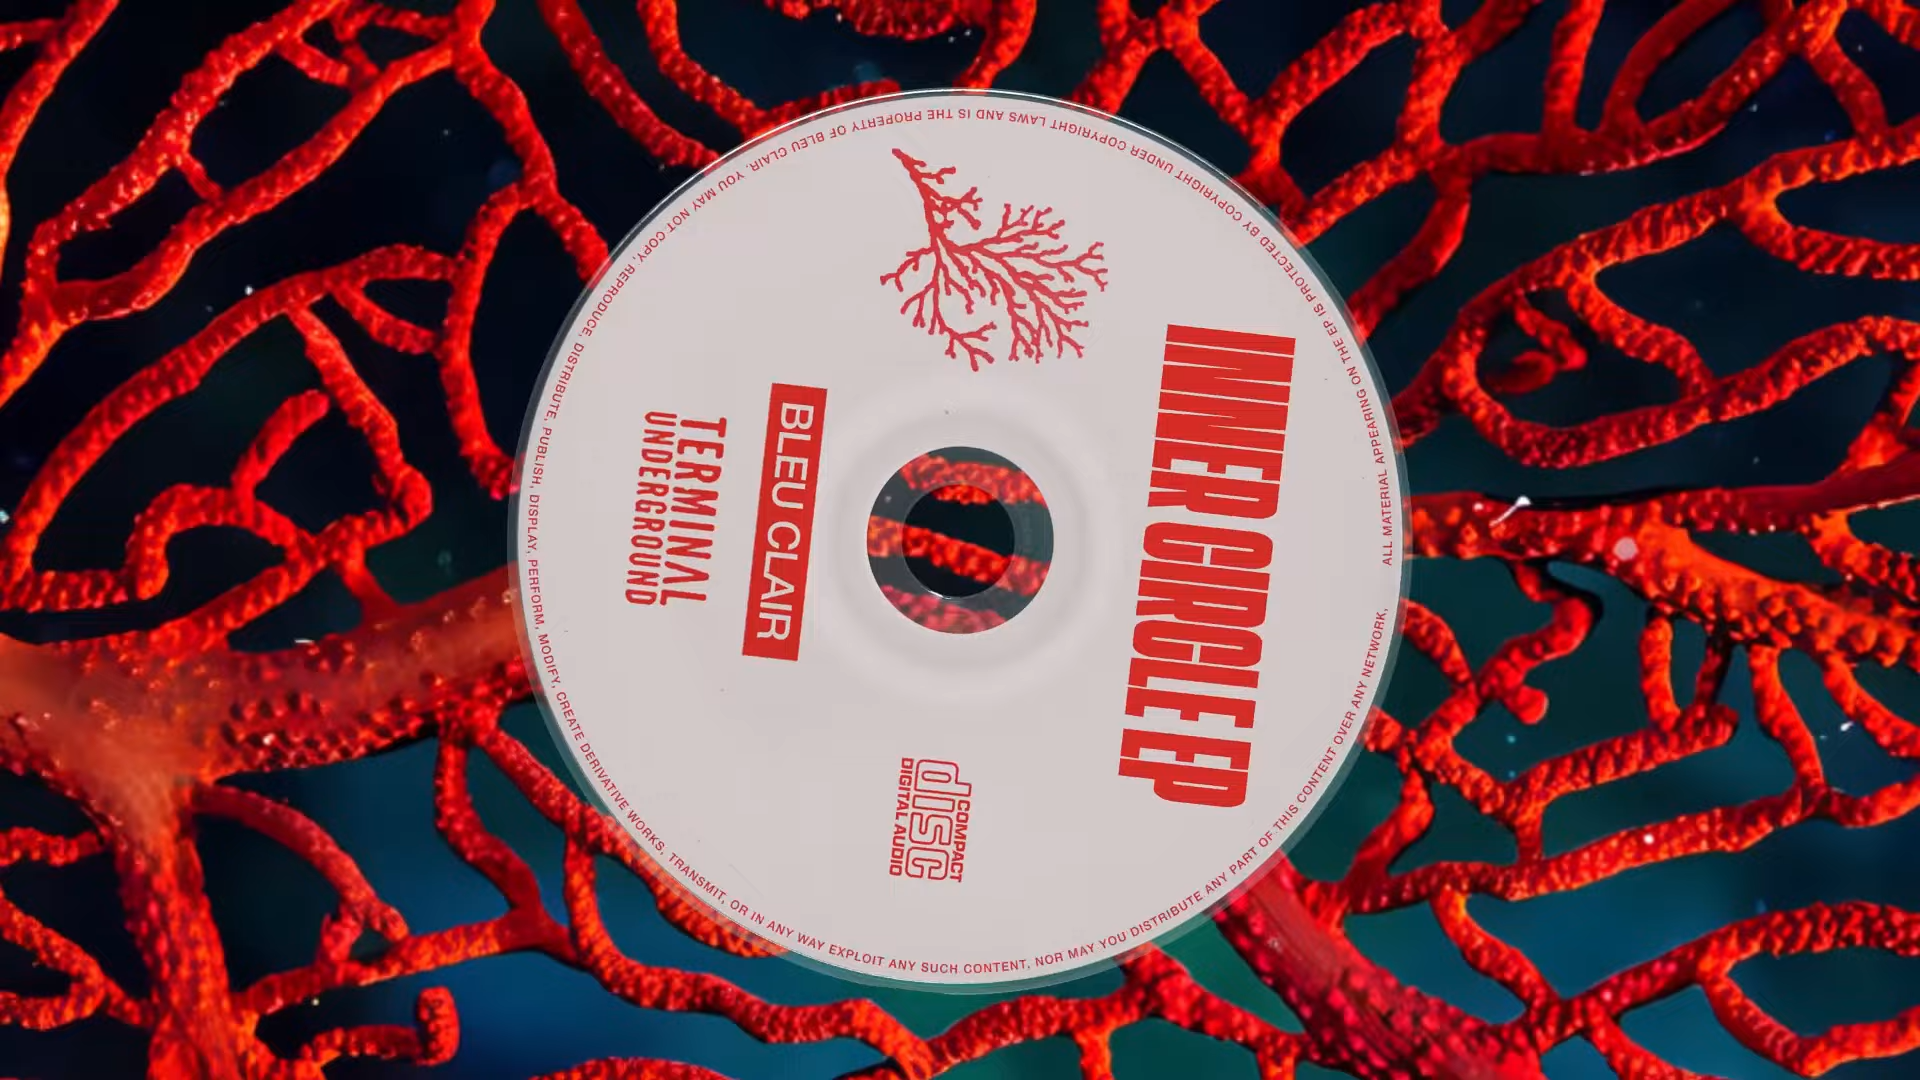 INNER CIRCLE EP
BLEU CLAIR
TERMINAL
UNDERGROUND
COMPACT
disc
DIGITAL AUDIO
ALL MATERIAL APPEARING ON THE EP IS PROTECTED BY COPYRIGHT UNDER COPYRIGHT LAWS AND IS THE PROPERTY OF BLEU CLAIR. YOU MAY NOT COPY, REPRODUCE, DISTRIBUTE, PUBLISH, DISPLAY, PERFORM, MODIFY, CREATE DERIVATIVE WORKS, TRANSMIT, OR IN ANY WAY EXPLOIT ANY SUCH CONTENT, NOR MAY YOU DISTRIBUTE ANY PART OF THIS CONTENT OVER ANY NETWORK,